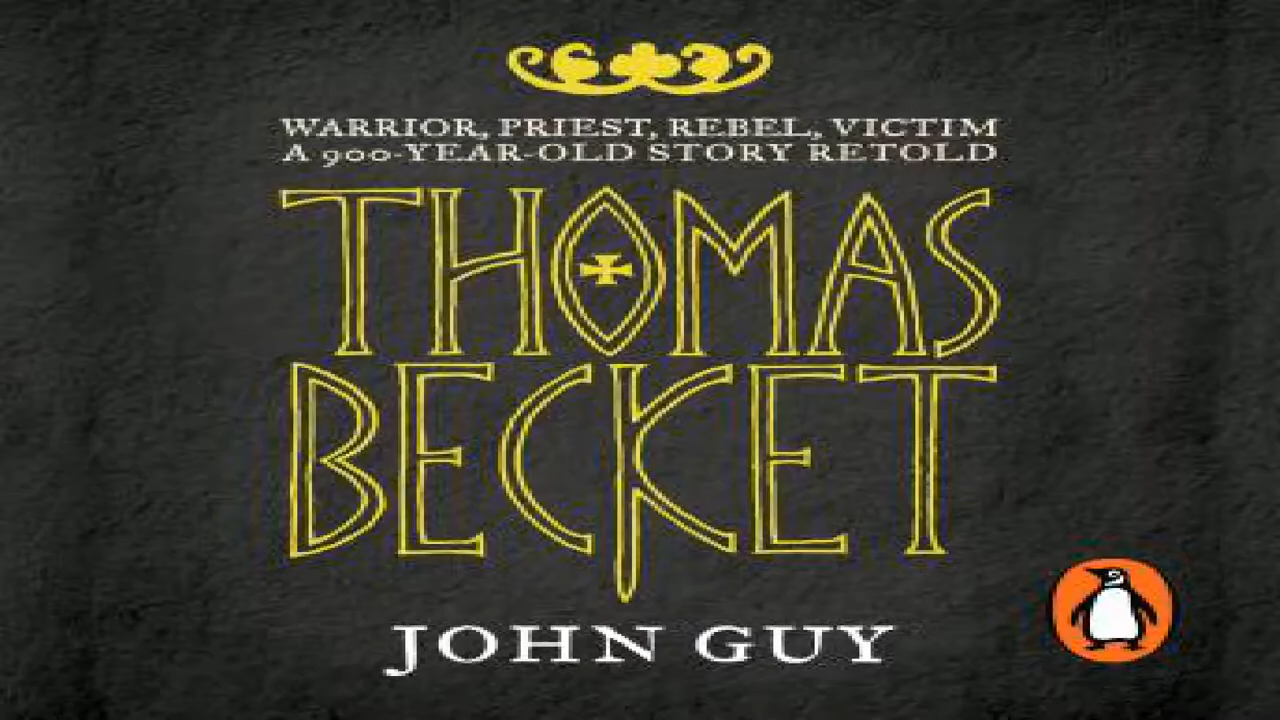 WARRIOR, PRIEST, REBEL, VICTIM
A 900-YEAR-OLD STORY RETOLD
THOMAS
BECKET
JOHN GUY